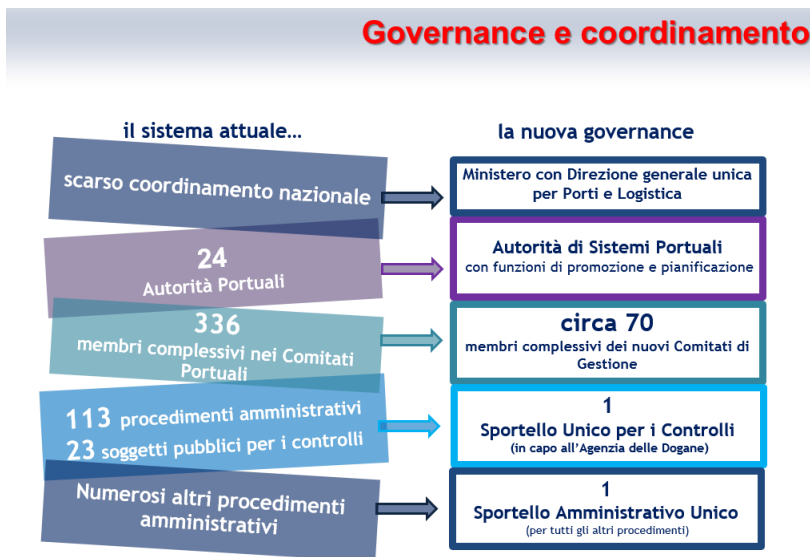 Governance e coordinamento
il sistema attuale…
la nuova governance
scarso coordinamento nazionale
Ministero con Direzione generale unica
per Porti e Logistica
24
Autorità Portuali
Autorità di Sistemi Portuali
con funzioni di promozione e pianificazione
336
membri complessivi nei Comitati
Portuali
circa 70
membri complessivi dei nuovi Comitati di
Gestione
113 procedimenti amministrativi
23 soggetti pubblici per i controlli
1
Sportello Unico per i Controlli
(in capo all'Agenzia delle Dogane)
Numerosi altri procedimenti
amministrativi
1
Sportello Amministrativo Unico
(per tutti gli altri procedimenti)